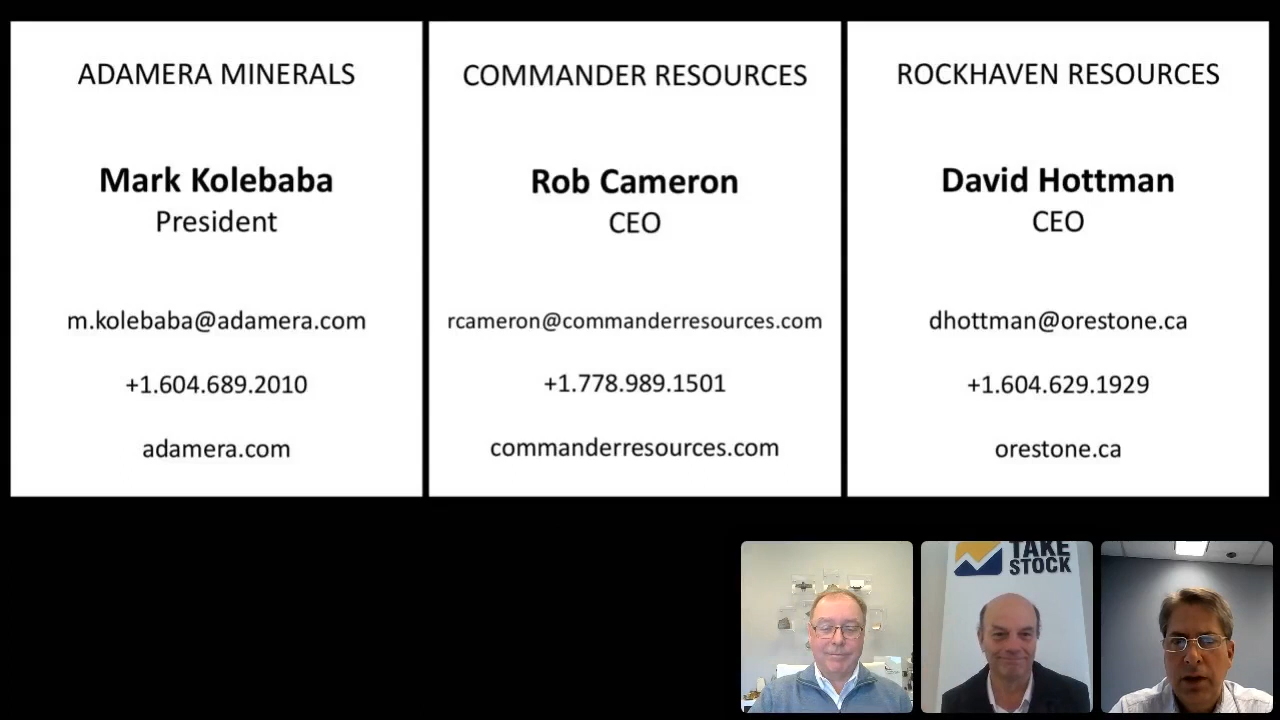 ADAMERA MINERALS
Mark Kolebaba
President
m.kolebaba@adamera.com
+1.604.689.2010
adamera.com
COMMANDER RESOURCES
Rob Cameron
CEO
rcameron@commanderresources.com
+1.778.989.1501
commanderresources.com
ROCKHAVEN RESOURCES
David Hottman
CEO
dhottman@orestone.ca
+1.604.629.1929
orestone.ca
TAKE
STOCK